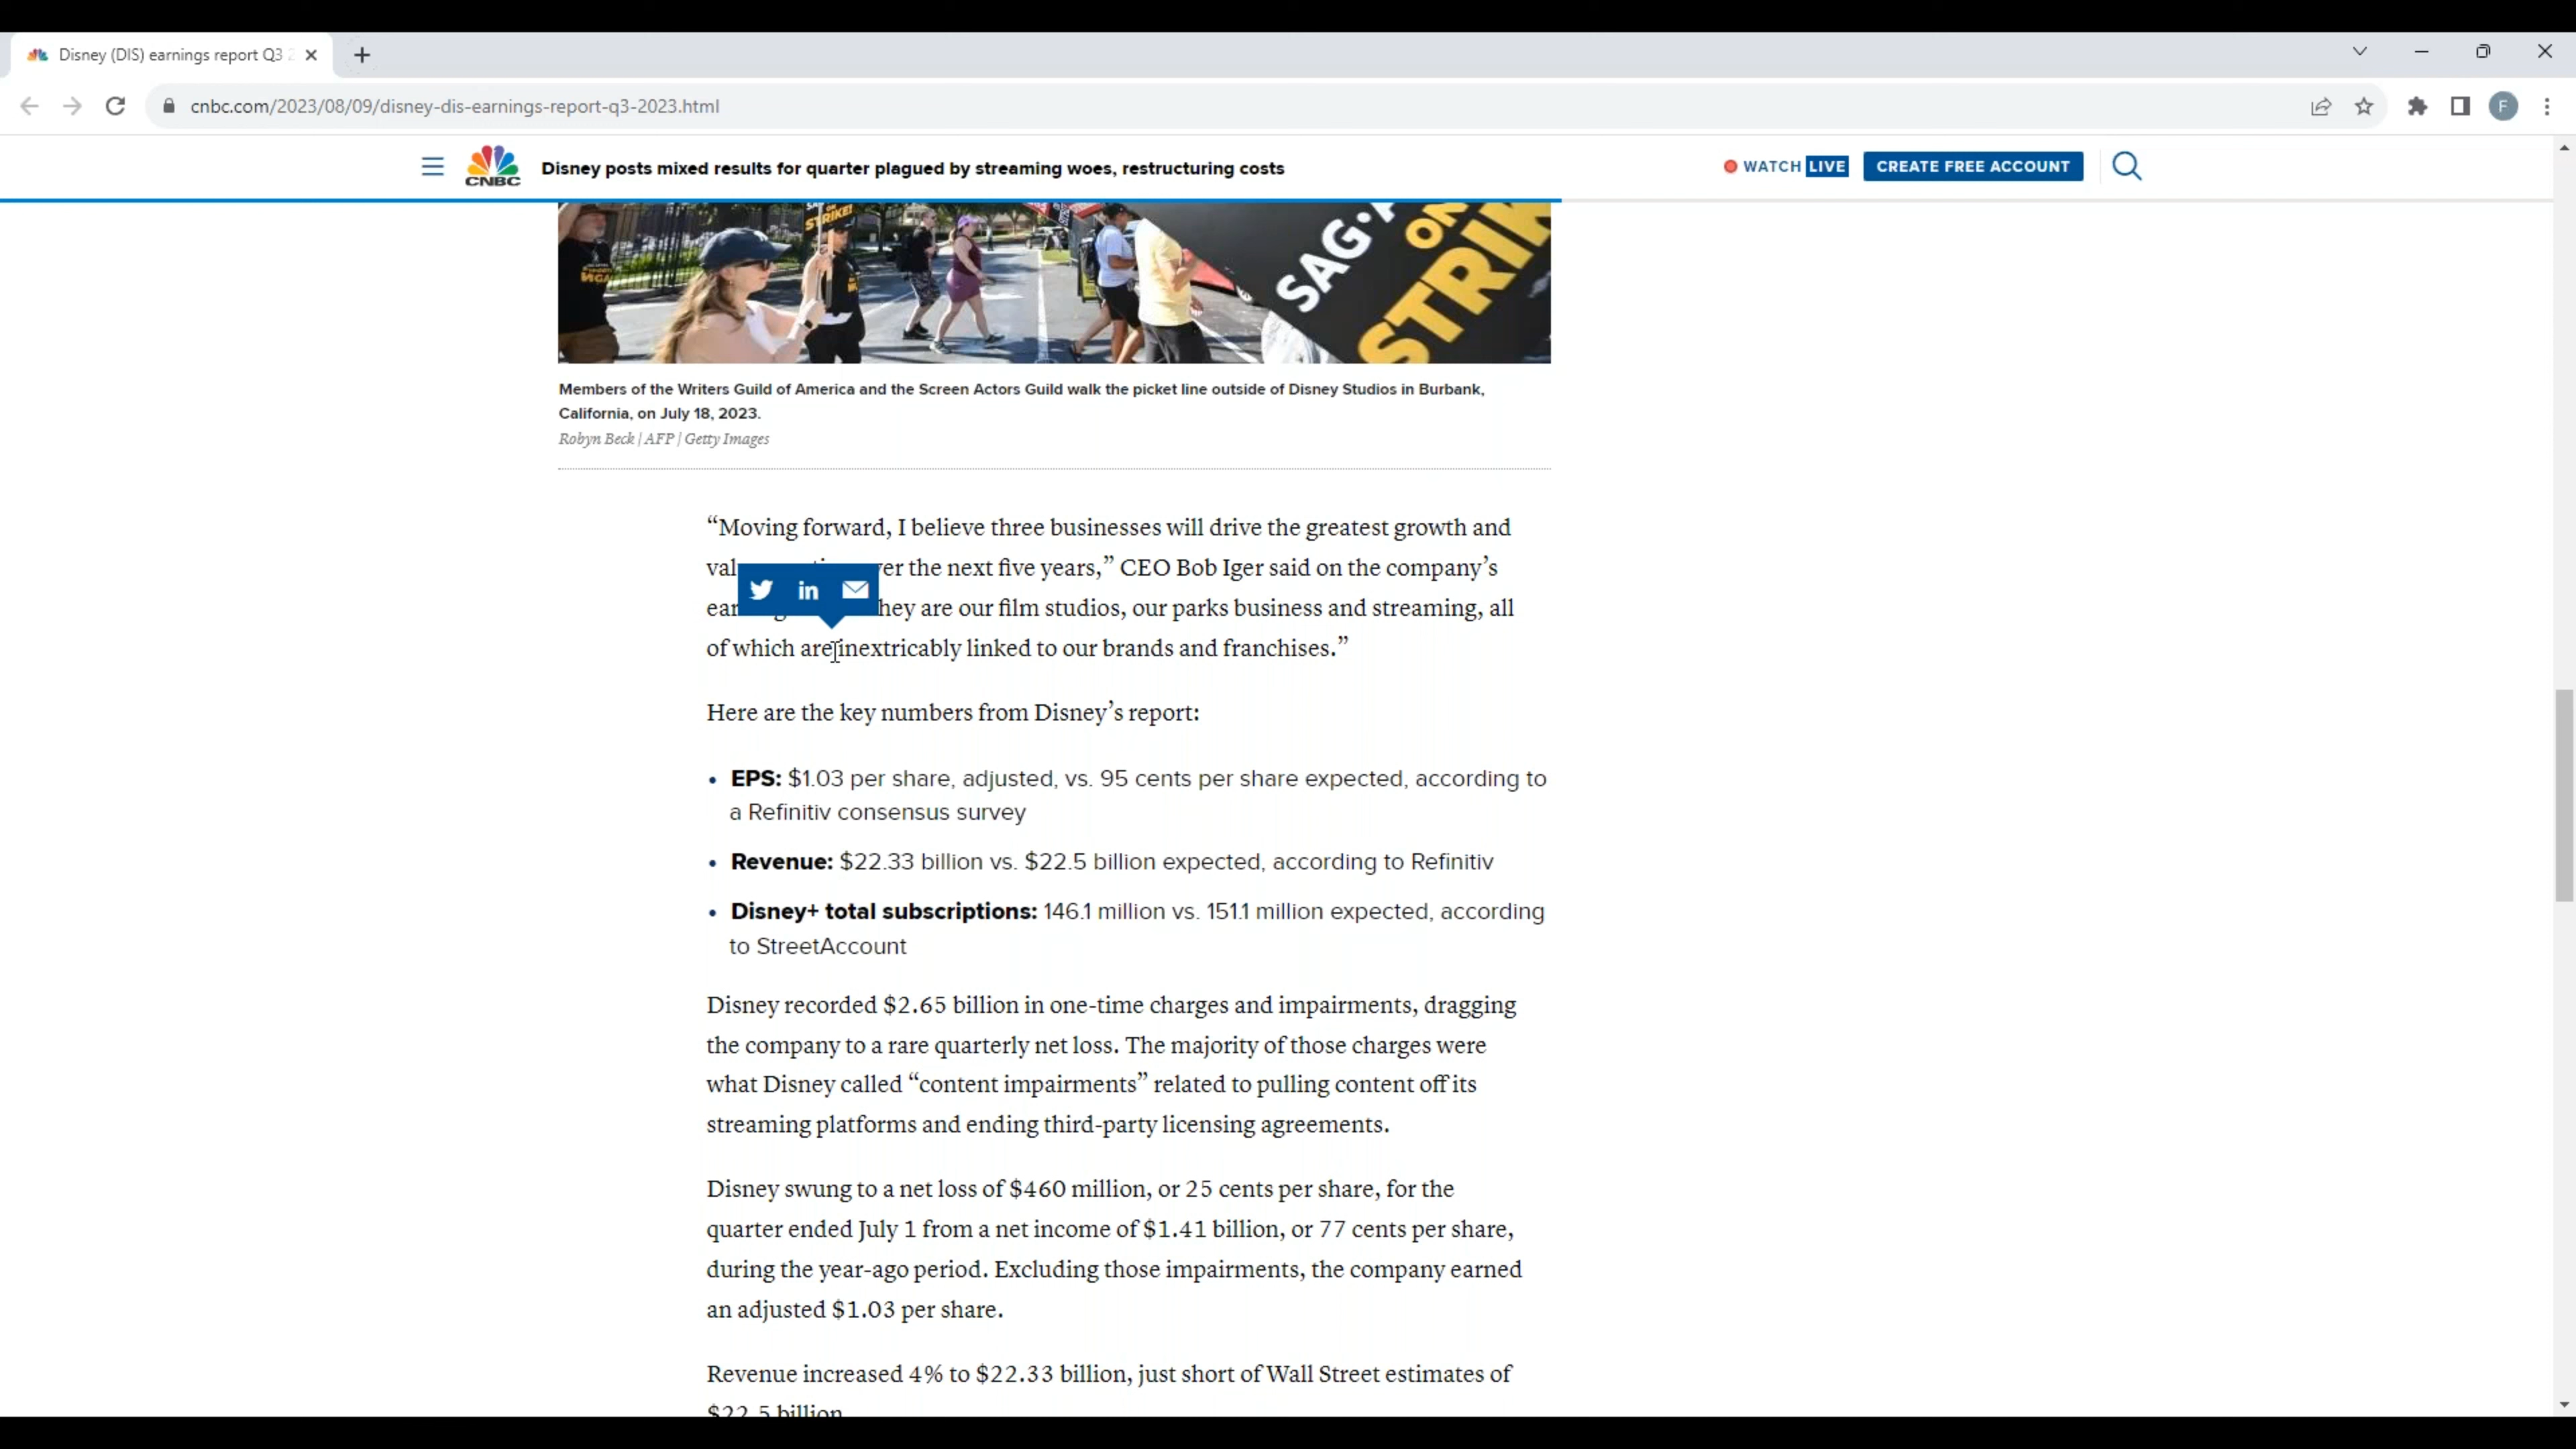 Disney (DIS) earnings report Q3 2
cnbc.com/2023/08/09/disney-dis-earnings-report-q3-2023.html
F
CNBC
Disney posts mixed results for quarter plagued by streaming woes, restructuring costs
WATCH LIVE
CREATE FREE ACCOUNT
STRIKE!
WGA
SAG-A
ON
STRIK
Members of the Writers Guild of America and the Screen Actors Guild walk the picket line outside of Disney Studios in Burbank,
California, on July 18, 2023.
Robyn Beck | AFP | Getty Images
“Moving forward, I believe three businesses will drive the greatest growth and
val er the next five years,” CEO Bob Iger said on the company’s
in
ear hey are our film studios, our parks business and streaming, all
of which are inextricably linked to our brands and franchises.”
Here are the key numbers from Disney’s report:
• EPS: $1.03 per share, adjusted, vs. 95 cents per share expected, according to
a Refinitiv consensus survey
• Revenue: $22.33 billion vs. $22.5 billion expected, according to Refinitiv
• Disney+ total subscriptions: 146.1 million vs. 151.1 million expected, according
to StreetAccount
Disney recorded $2.65 billion in one-time charges and impairments, dragging
the company to a rare quarterly net loss. The majority of those charges were
what Disney called “content impairments” related to pulling content off its
streaming platforms and ending third-party licensing agreements.
Disney swung to a net loss of $460 million, or 25 cents per share, for the
quarter ended July 1 from a net income of $1.41 billion, or 77 cents per share,
during the year-ago period. Excluding those impairments, the company earned
an adjusted $1.03 per share.
Revenue increased 4% to $22.33 billion, just short of Wall Street estimates of
$22.5 billion